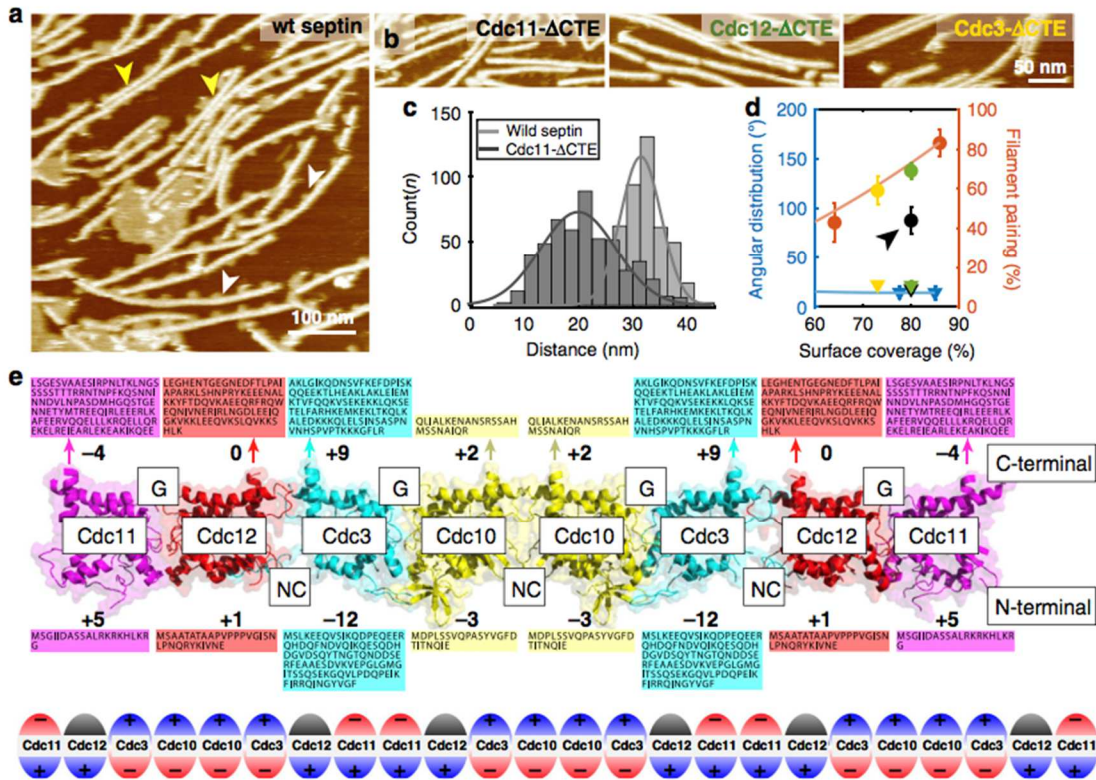 a
wt septin
100 nm
b
Cdc11-ΔCTE
Cdc12-ΔCTE
Cdc3-ΔCTE
50 nm
c
Count(n)
150
100
50
0
Wild septin
Cdc11-ΔCTE
0 10 20 30 40
Distance (nm)
d
Angular distribution (°)
200
150
100
50
0
100
80
60
40
20
0
Filament pairing (%)
60 70 80 90
Surface coverage (%)
e
LSGESVAAESIRPNLTKLNGS
SSSSTTTRRNTNPFKQSNNI
NNDVLNPASDMHGQSTGE
NNETYMTREEQIRLEEERLK
AFEERVQQELLLKRQELLQR
EKELREIEARLEKEAKIKQEE
LEGHENTGEGNEDFTLPAI
APARKLSHNPRYKEEENAL
KKYFTDQVKAEEQRFRQW
EQNIVNERIRLNGDLEEIQ
GKVKKLEEQVKSLQVKKS
HLK
AKLGIKQDNSVFKEFDPISK
QQEEKTLHEAKLAKLEIEM
KTVFQQKVSEKEKKLQKSE
TELFARHKEMKEKLTKQLK
ALEDKKKQLELSINSASPN
VNHSPVPTKKKGFLR
QLIALKENANSRSSAH
MSSNAIQR
QLIALKENANSRSSAH
MSSNAIQR
AKLGIKQDNSVFKEFDPISK
QQEEKTLHEAKLAKLEIEM
KTVFQQKVSEKEKKLQKSE
TELFARHKEMKEKLTKQLK
ALEDKKKQLELSINSASPN
VNHSPVPTKKKGFLR
LEGHENTGEGNEDFTLPAI
APARKLSHNPRYKEEENAL
KKYFTDQVKAEEQRFRQW
EQNIVNERIRLNGDLEEIQ
GKVKKLEEQVKSLQVKKS
HLK
LSGESVAAESIRPNLTKLNGS
SSSSTTTRRNTNPFKQSNNI
NNDVLNPASDMHGQSTGE
NNETYMTREEQIRLEEERLK
AFEERVQQELLLKRQELLQR
EKELREIEARLEKEAKIKQEE
−4 0 +9 +2 +2 +9 0 −4
C-terminal
G G G G
Cdc11 Cdc12 Cdc3 Cdc10 Cdc10 Cdc3 Cdc12 Cdc11
NC NC NC
N-terminal
+5 +1 −12 −3 −3 −12 +1 +5
MSGIIDASSALRKRKHLKR
G
MSAATATAAPVPPPVGISN
LPNQRYKIVNE
MSLKEEQVSIKQDPEQEER
QHDQFNDVQIKQESQDH
DGVDSQYTNGTQNDDSE
RFEAAESDVKVEPGLGMG
ITSSQSEKGQVLPDQPEIK
FIRRQINGYVGF
MDPLSSVQPASYVGFD
TITNQIE
MDPLSSVQPASYVGFD
TITNQIE
MSLKEEQVSIKQDPEQEER
QHDQFNDVQIKQESQDH
DGVDSQYTNGTQNDDSE
RFEAAESDVKVEPGLGMG
ITSSQSEKGQVLPDQPEIK
FIRRQINGYVGF
MSAATATAAPVPPPVGISN
LPNQRYKIVNE
MSGIIDASSALRKRKHLKR
G
− + + + + − − + + + + − − + + + + −
Cdc11 Cdc12 Cdc3 Cdc10 Cdc10 Cdc3 Cdc12 Cdc11 Cdc11 Cdc12 Cdc3 Cdc10 Cdc10 Cdc3 Cdc12 Cdc11 Cdc11 Cdc12 Cdc3 Cdc10 Cdc10 Cdc3 Cdc12 Cdc11
+ + − − − − + + + + − − − − + + + + − − − − + +